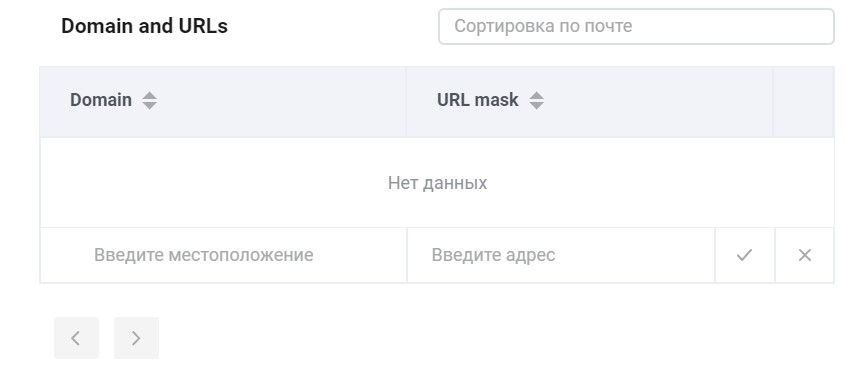 Domain and URLs
Сортировка по почте
Domain
URL mask
Нет данных
Введите местоположение
Введите адрес